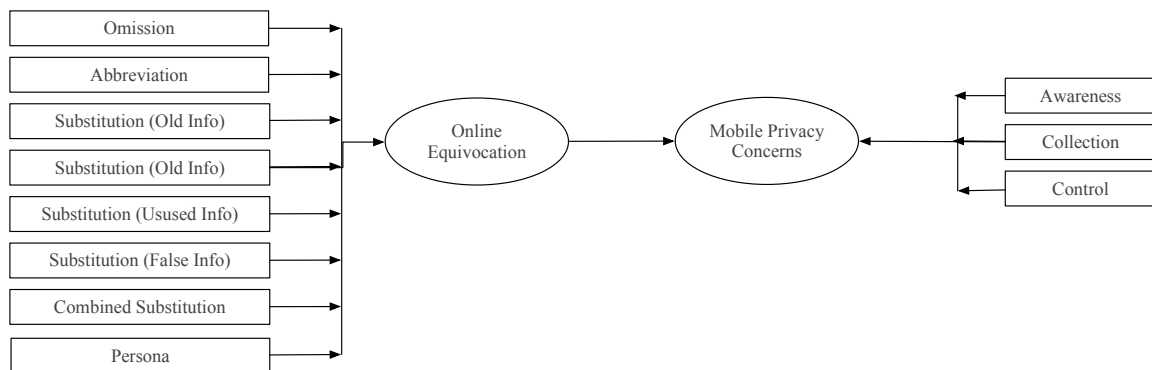 Omission
Abbreviation
Substitution (Old Info)
Substitution (Old Info)
Substitution (Usused Info)
Substitution (False Info)
Combined Substitution
Persona
Online
Equivocation
Mobile Privacy
Concerns
Awareness
Collection
Control